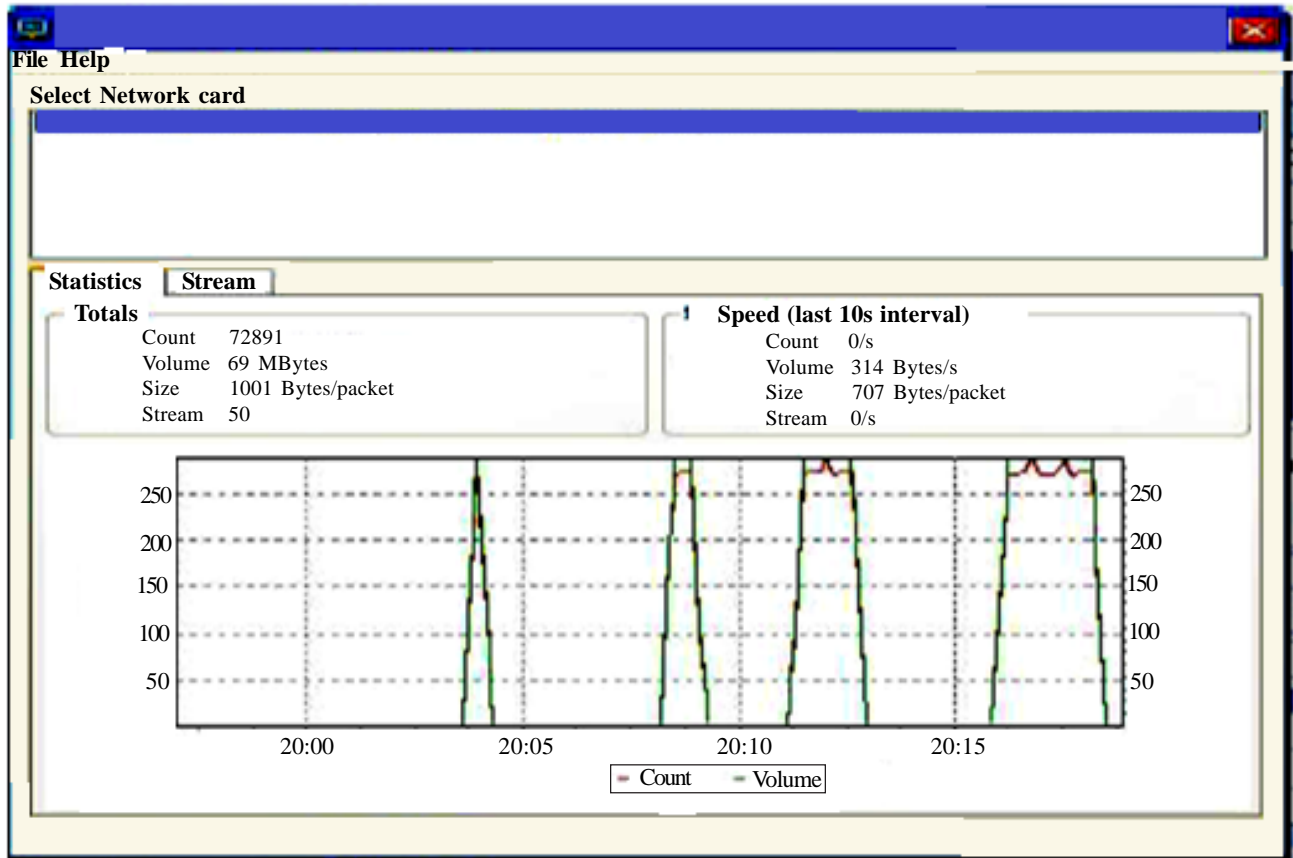 File Help
Select Network card
Statistics Stream
Totals
Count 72891
Volume 69 MBytes
Size 1001 Bytes/packet
Stream 50
Speed (last 10s interval)
Count 0/s
Volume 314 Bytes/s
Size 707 Bytes/packet
Stream 0/s
250 250
200 200
150 150
100 100
50 50
20:00 20:05 20:10 20:15
Count Volume